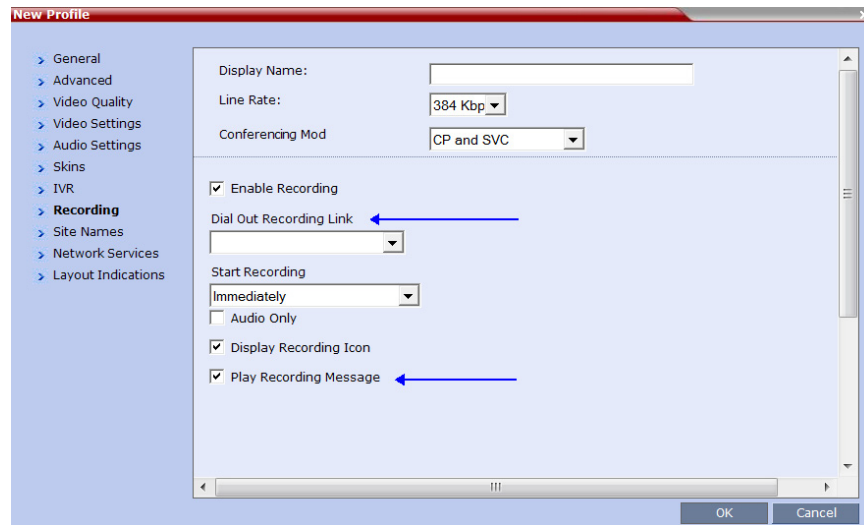 New Profile
General
Advanced
Video Quality
Video Settings
Audio Settings
Skins
IVR
Recording
Site Names
Network Services
Layout Indications
Display Name:
Line Rate:
384 Kbp
Conferencing Mod
CP and SVC
Enable Recording
Dial Out Recording Link
Start Recording
Immediately
Audio Only
Display Recording Icon
Play Recording Message
OK
Cancel